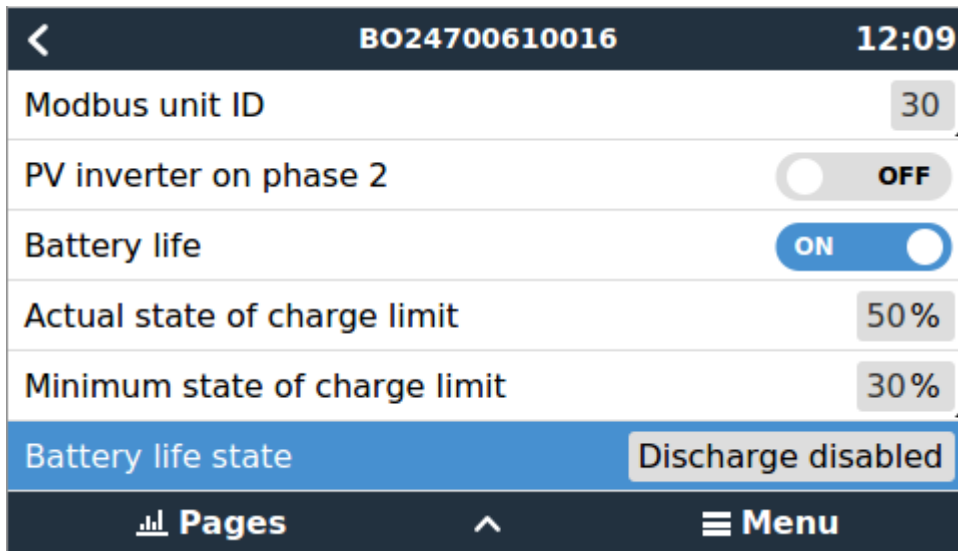 BO24700610016 12:09
Modbus unit ID 30
PV inverter on phase 2 OFF
Battery life ON
Actual state of charge limit 50%
Minimum state of charge limit 30%
Battery life state Discharge disabled
Pages Menu